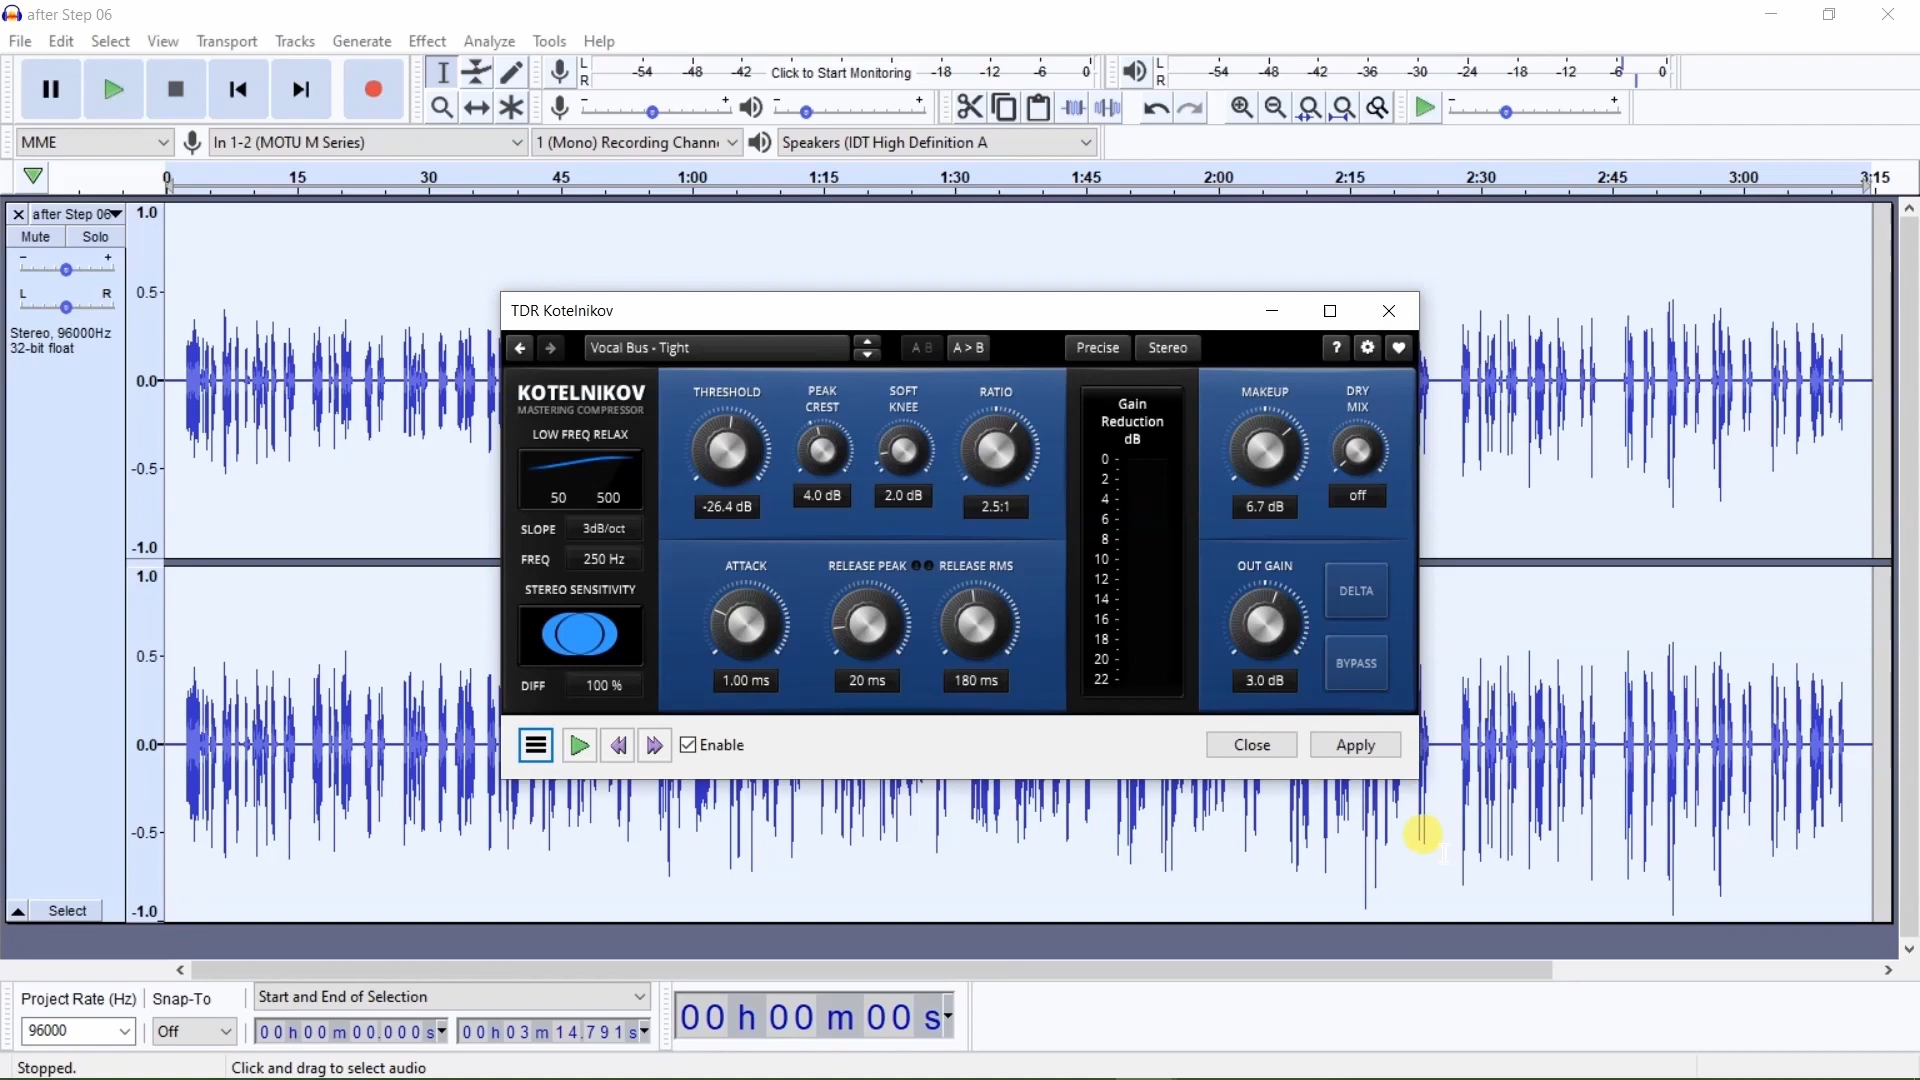 after Step 06
File Edit Select View Transport Tracks Generate Effect Analyze Tools Help
L R -54 -48 -42 Click to Start Monitoring -18 -12 -6 0
L R -54 -48 -42 -36 -30 -24 -18 -12 -6 0
- + - + - +
MME In 1-2 (MOTU M Series) 1 (Mono) Recording Chann Speakers (IDT High Definition A
0 15 30 45 1:00 1:15 1:30 1:45 2:00 2:15 2:30 2:45 3:00 3:15
after Step 06
Mute Solo
- +
L R
Stereo, 96000Hz
32-bit float
Select
1.0
0.5
0.0
-0.5
-1.0
1.0
0.5
0.0
-0.5
-1.0
TDR Kotelnikov
Vocal Bus - Tight A B A > B Precise Stereo ?
KOTELNIKOV
MASTERING COMPRESSOR
LOW FREQ RELAX
50 500
SLOPE 3dB/oct
FREQ 250 Hz
STEREO SENSITIVITY
DIFF 100 %
THRESHOLD
-26.4 dB
PEAK
CREST
4.0 dB
SOFT
KNEE
2.0 dB
RATIO
2.5:1
ATTACK
1.00 ms
RELEASE PEAK
20 ms
RELEASE RMS
180 ms
Gain
Reduction
dB
0
2
4
6
8
10
12
14
16
18
20
22
MAKEUP
6.7 dB
DRY
MIX
off
OUT GAIN
3.0 dB
DELTA
BYPASS
Enable Close Apply
Project Rate (Hz) Snap-To Start and End of Selection
96000 Off 00 h 00 m 00.000 s 00 h 03 m 14.791 s
00 h 00 m 00 s
Stopped. Click and drag to select audio